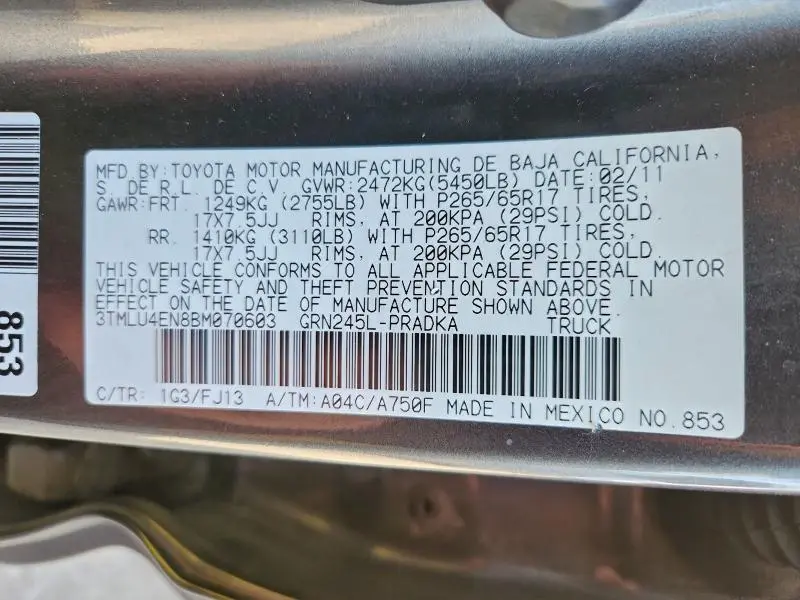 MFD BY:TOYOTA MOTOR MANUFACTURING DE BAJA CALIFORNIA,
S. DE R.L. DE C.V. GVWR:2472KG(5450LB) DATE:02/11
GAWR:FRT. 1249KG (2755LB) WITH P265/65R17 TIRES,
17X7.5JJ RIMS, AT 200KPA (29PSI) COLD.
RR. 1410KG (3110LB) WITH P265/65R17 TIRES,
17X7.5JJ RIMS, AT 200KPA (29PSI) COLD.
THIS VEHICLE CONFORMS TO ALL APPLICABLE FEDERAL MOTOR
VEHICLE SAFETY AND THEFT PREVENTION STANDARDS IN
EFFECT ON THE DATE OF MANUFACTURE SHOWN ABOVE.
3TMLU4EN8BM070603 GRN245L-PRADKA TRUCK
C/TR: 1G3/FJ13 A/TM:A04C/A750F MADE IN MEXICO NO.853
853